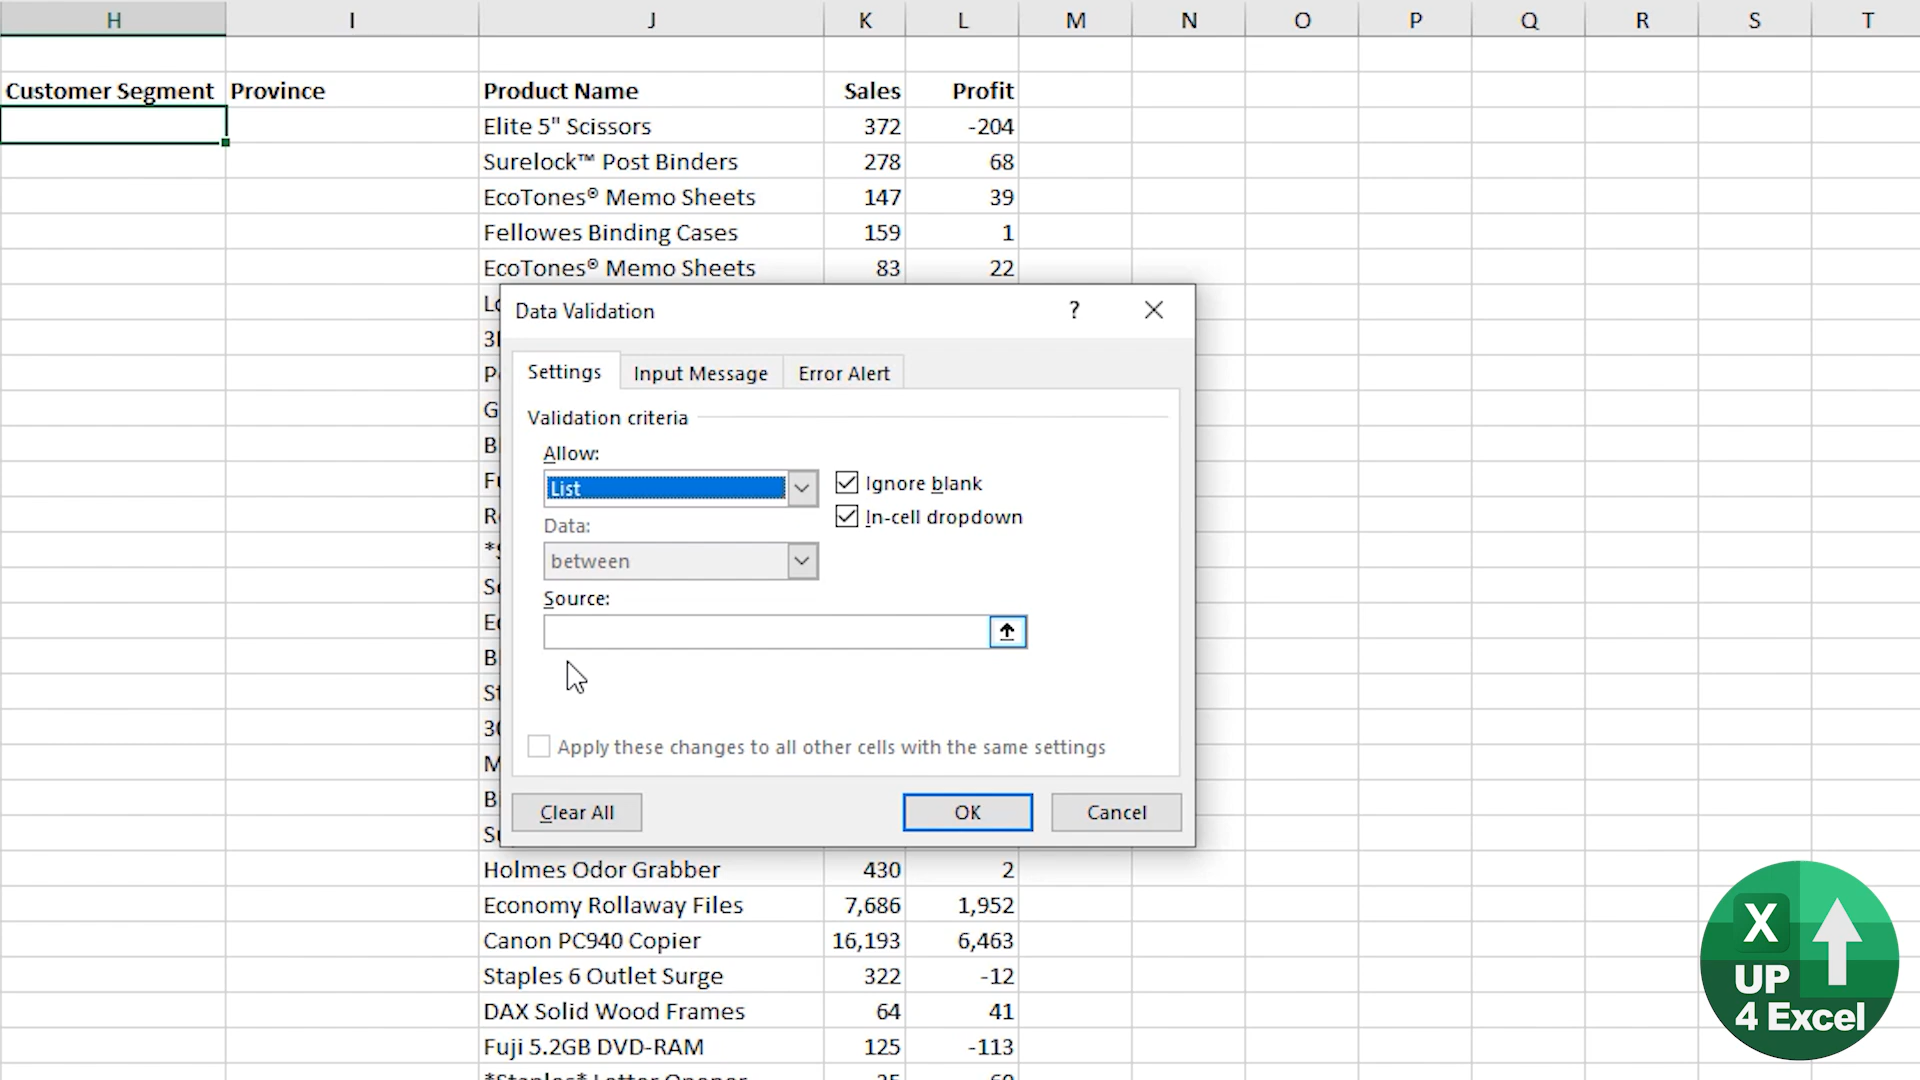 H I J K L M N O P Q R S T
Customer Segment Province Product Name Sales Profit
Elite 5" Scissors 372 -204
Surelock™ Post Binders 278 68
EcoTones® Memo Sheets 147 39
Fellowes Binding Cases 159 1
EcoTones® Memo Sheets 83 22
Data Validation ?
Settings Input Message Error Alert
Validation criteria
Allow:
List Ignore blank
In-cell dropdown
Data:
between
Source:
Apply these changes to all other cells with the same settings
Clear All OK Cancel
Holmes Odor Grabber 430 2
Economy Rollaway Files 7,686 1,952
Canon PC940 Copier 16,193 6,463
Staples 6 Outlet Surge 322 -12
DAX Solid Wood Frames 64 41
Fuji 5.2GB DVD-RAM 125 -113
X
UP
4 Excel